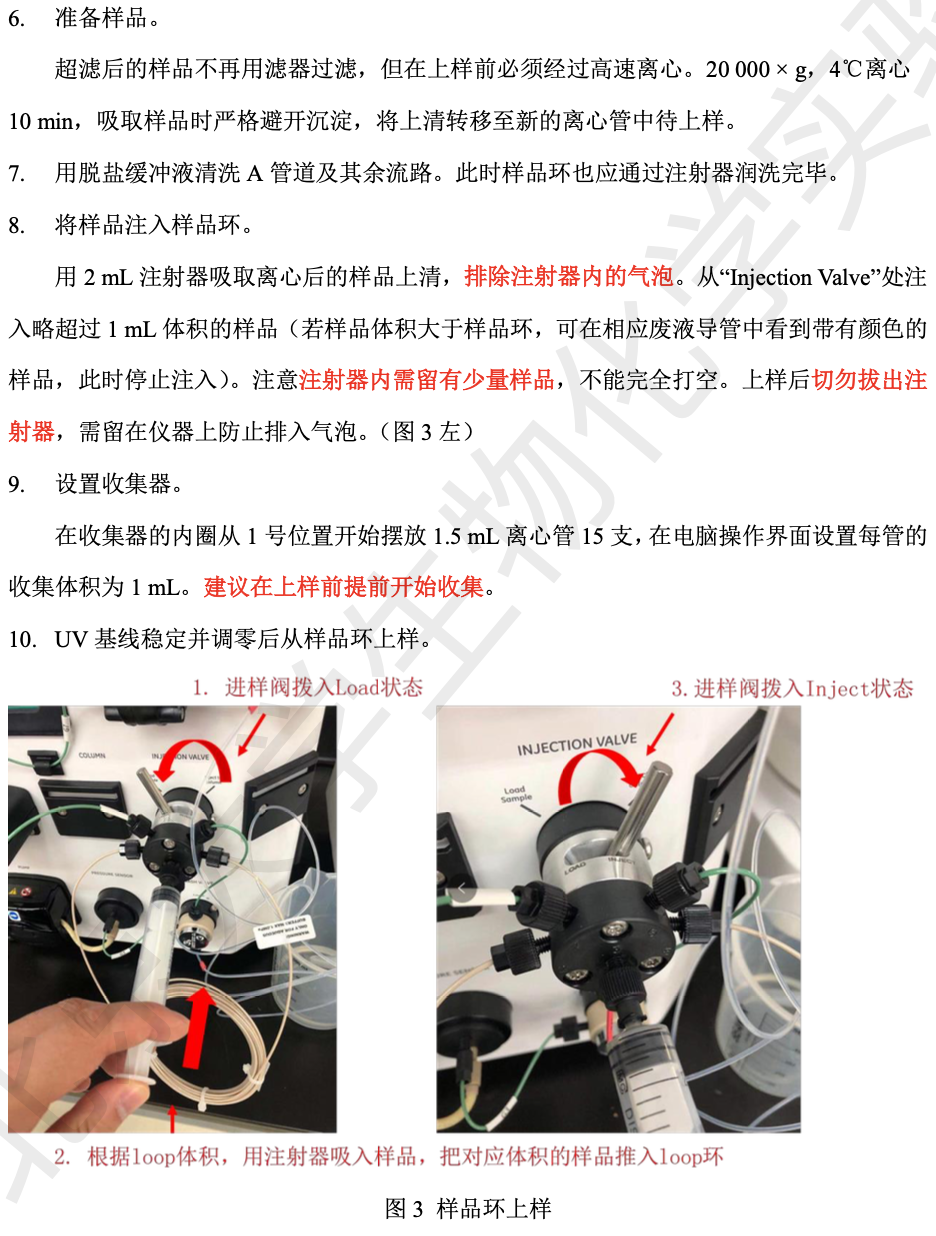 6. 准备样品。
超滤后的样品不再用滤器过滤，但在上样前必须经过高速离心。20 000 × g，4℃离心
10 min，吸取样品时严格避开沉淀，将上清转移至新的离心管中待上样。
7. 用脱盐缓冲液清洗 A 管道及其余流路。此时样品环也应通过注射器润洗完毕。
8. 将样品注入样品环。
用 2 mL 注射器吸取离心后的样品上清，排除注射器内的气泡。从“Injection Valve”处注
入略超过 1 mL 体积的样品（若样品体积大于样品环，可在相应废液导管中看到带有颜色的
样品，此时停止注入）。注意注射器内需留有少量样品，不能完全打空。上样后切勿拔出注
射器，需留在仪器上防止排入气泡。（图 3 左）
9. 设置收集器。
在收集器的内圈从 1 号位置开始摆放 1.5 mL 离心管 15 支，在电脑操作界面设置每管的
收集体积为 1 mL。建议在上样前提前开始收集。
10. UV 基线稳定并调零后从样品环上样。
1. 进样阀拨入Load状态
3.进样阀拨入Inject状态
COLUMN
INJECTION VALVE
PRESSURE SENSOR
INJECTION VALVE
Load
Sample
LOAD
INJECT
2. 根据loop体积，用注射器吸入样品，把对应体积的样品推入loop环
图 3 样品环上样